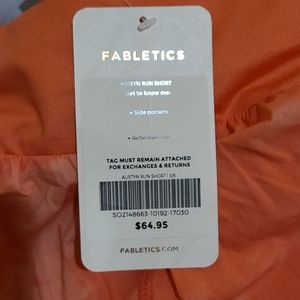 FABLETICS
AUSTYN RUN SHORT
Get to know me:
• Side pockets
TAG MUST REMAIN ATTACHED
FOR EXCHANGES & RETURNS
AUSTYN RUN SHORT | S/6
SO2148663-10192-17030
$64.95
FABLETICS.COM